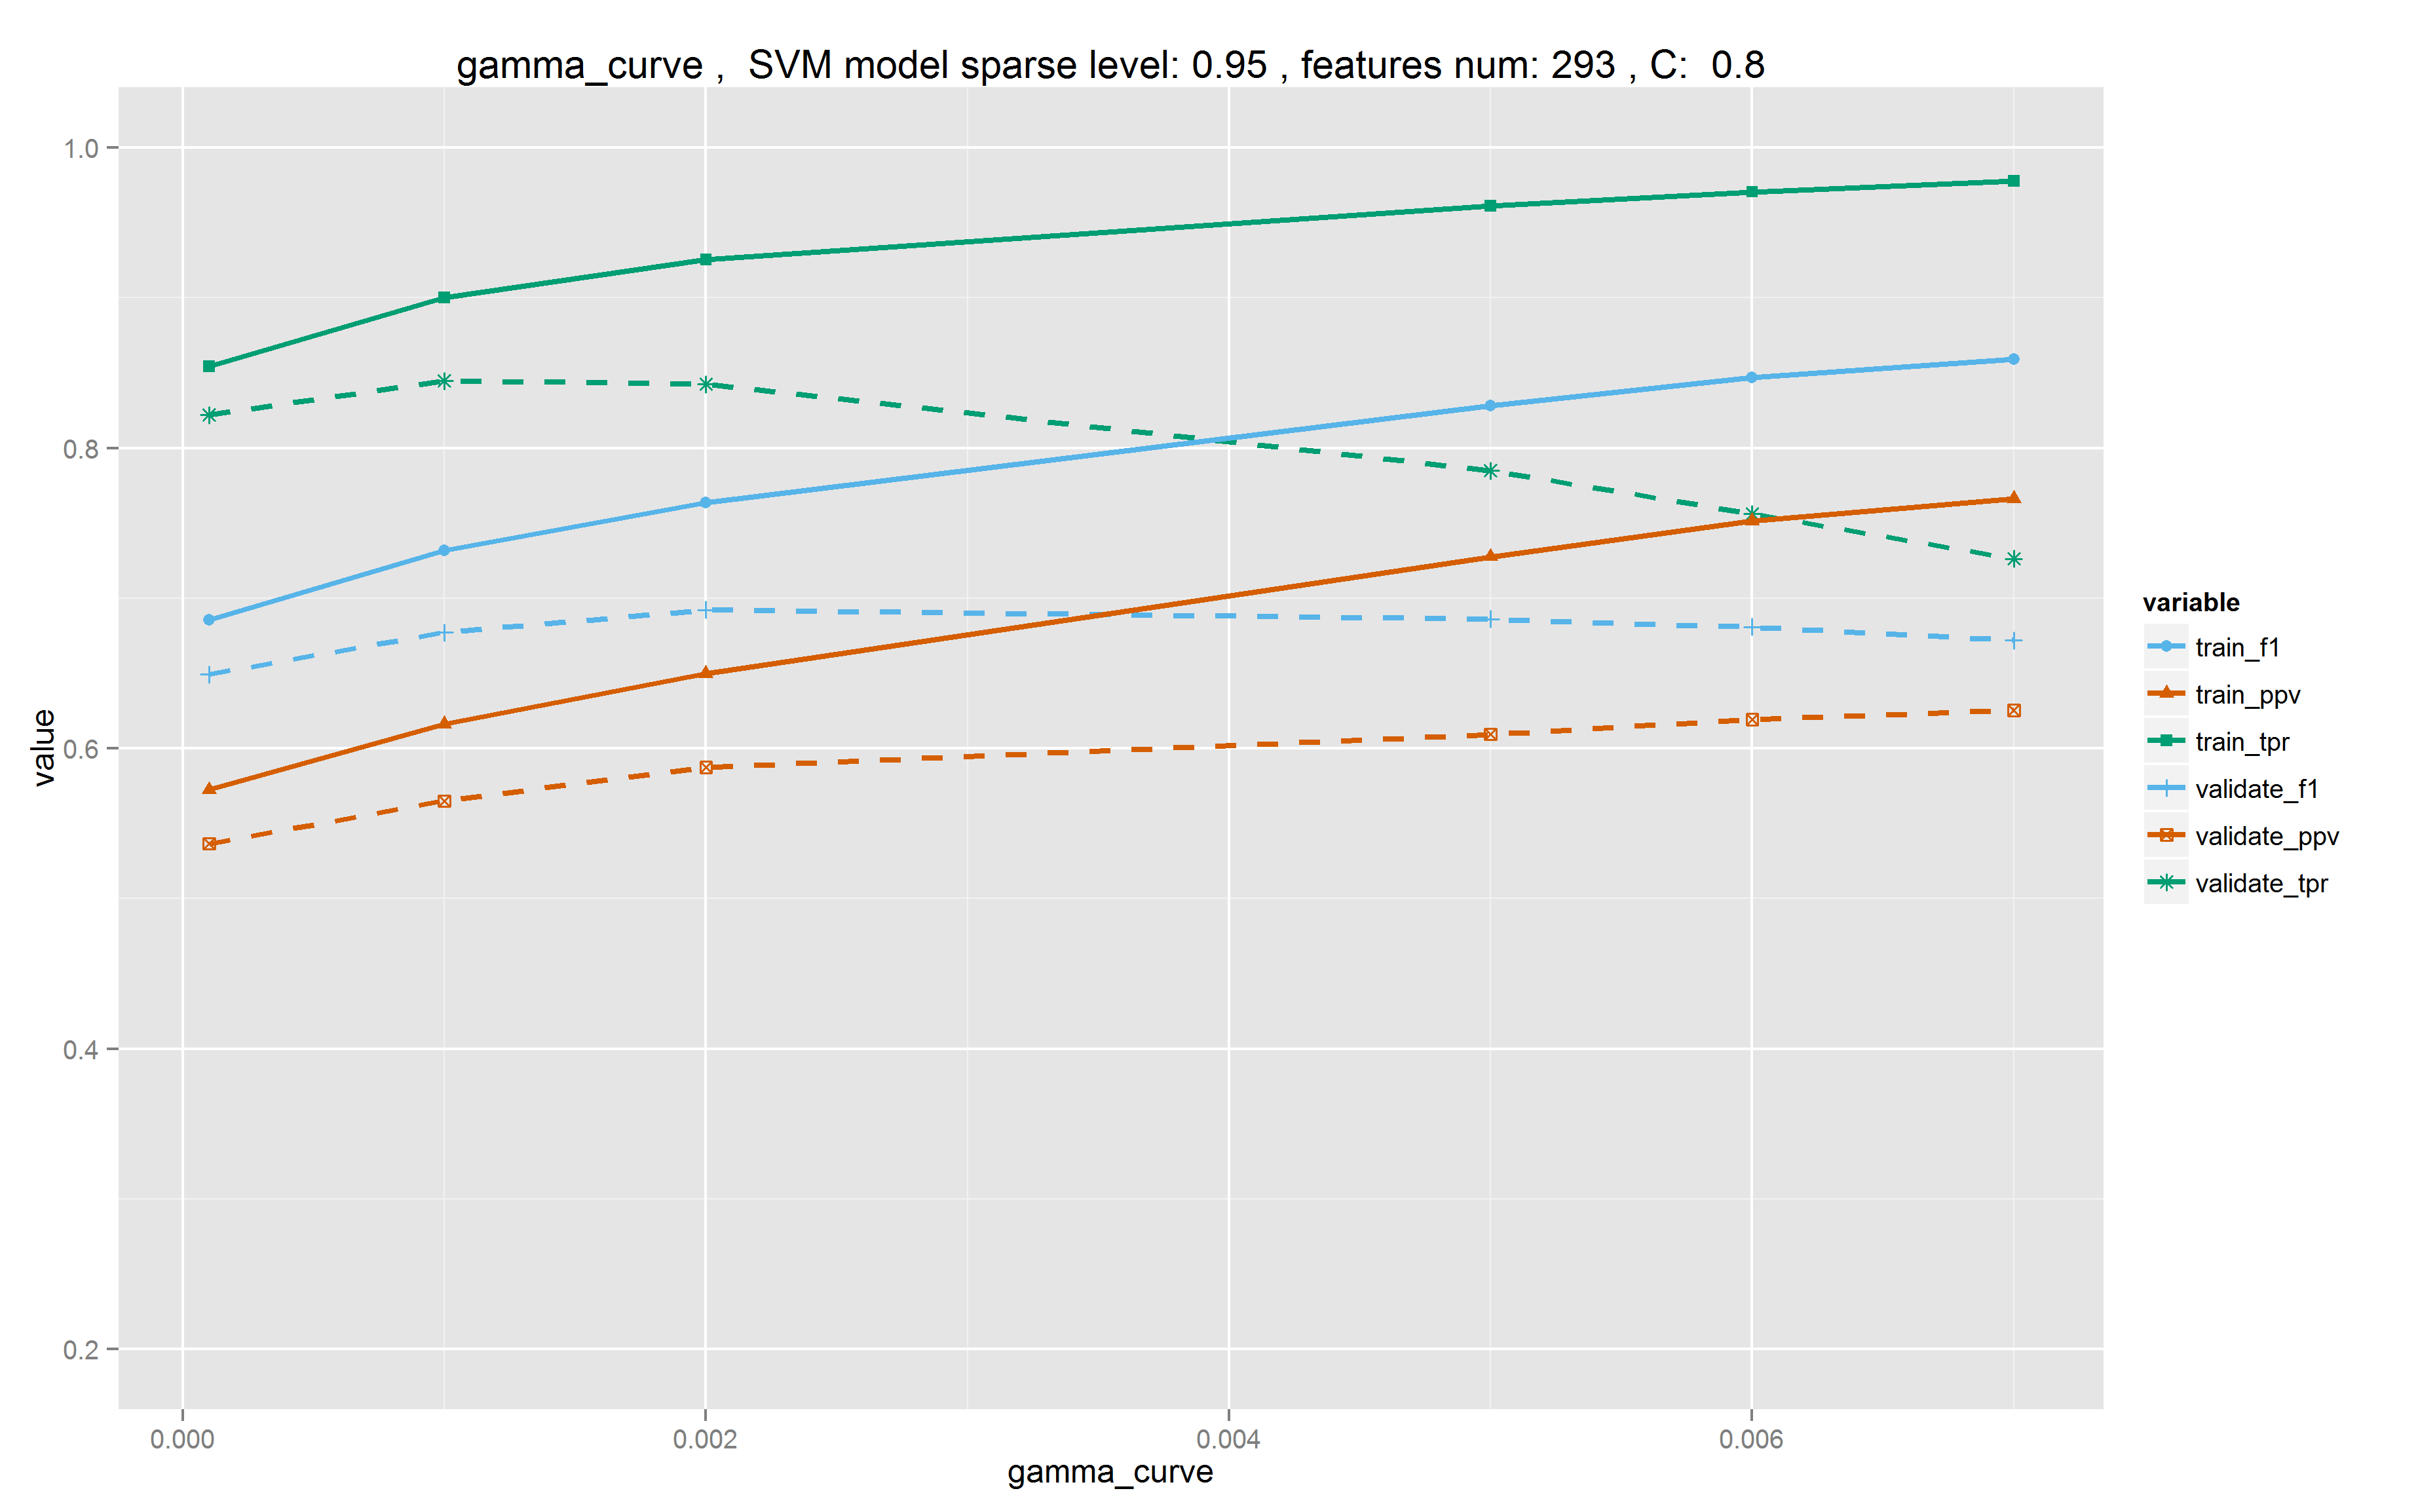 gamma_curve ,  SVM model sparse level: 0.95 , features num: 293 , C:  0.8
1.0
0.8
0.6
0.4
0.2
value
0.000
0.002
0.004
0.006
gamma_curve
variable
train_f1
train_ppv
train_tpr
validate_f1
validate_ppv
validate_tpr